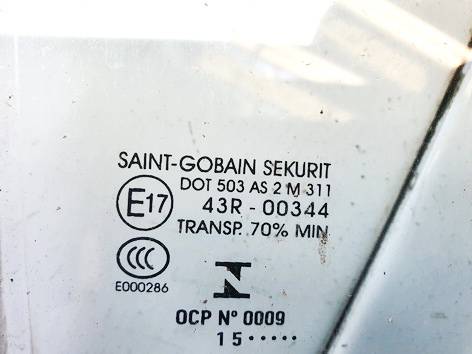 SAINT-GOBAIN SEKURIT
DOT 503 AS 2 M 311
E17
43R - 00344
TRANSP. 70% MIN
CCC
E000286
N
OCP Nº 0009
15•••••